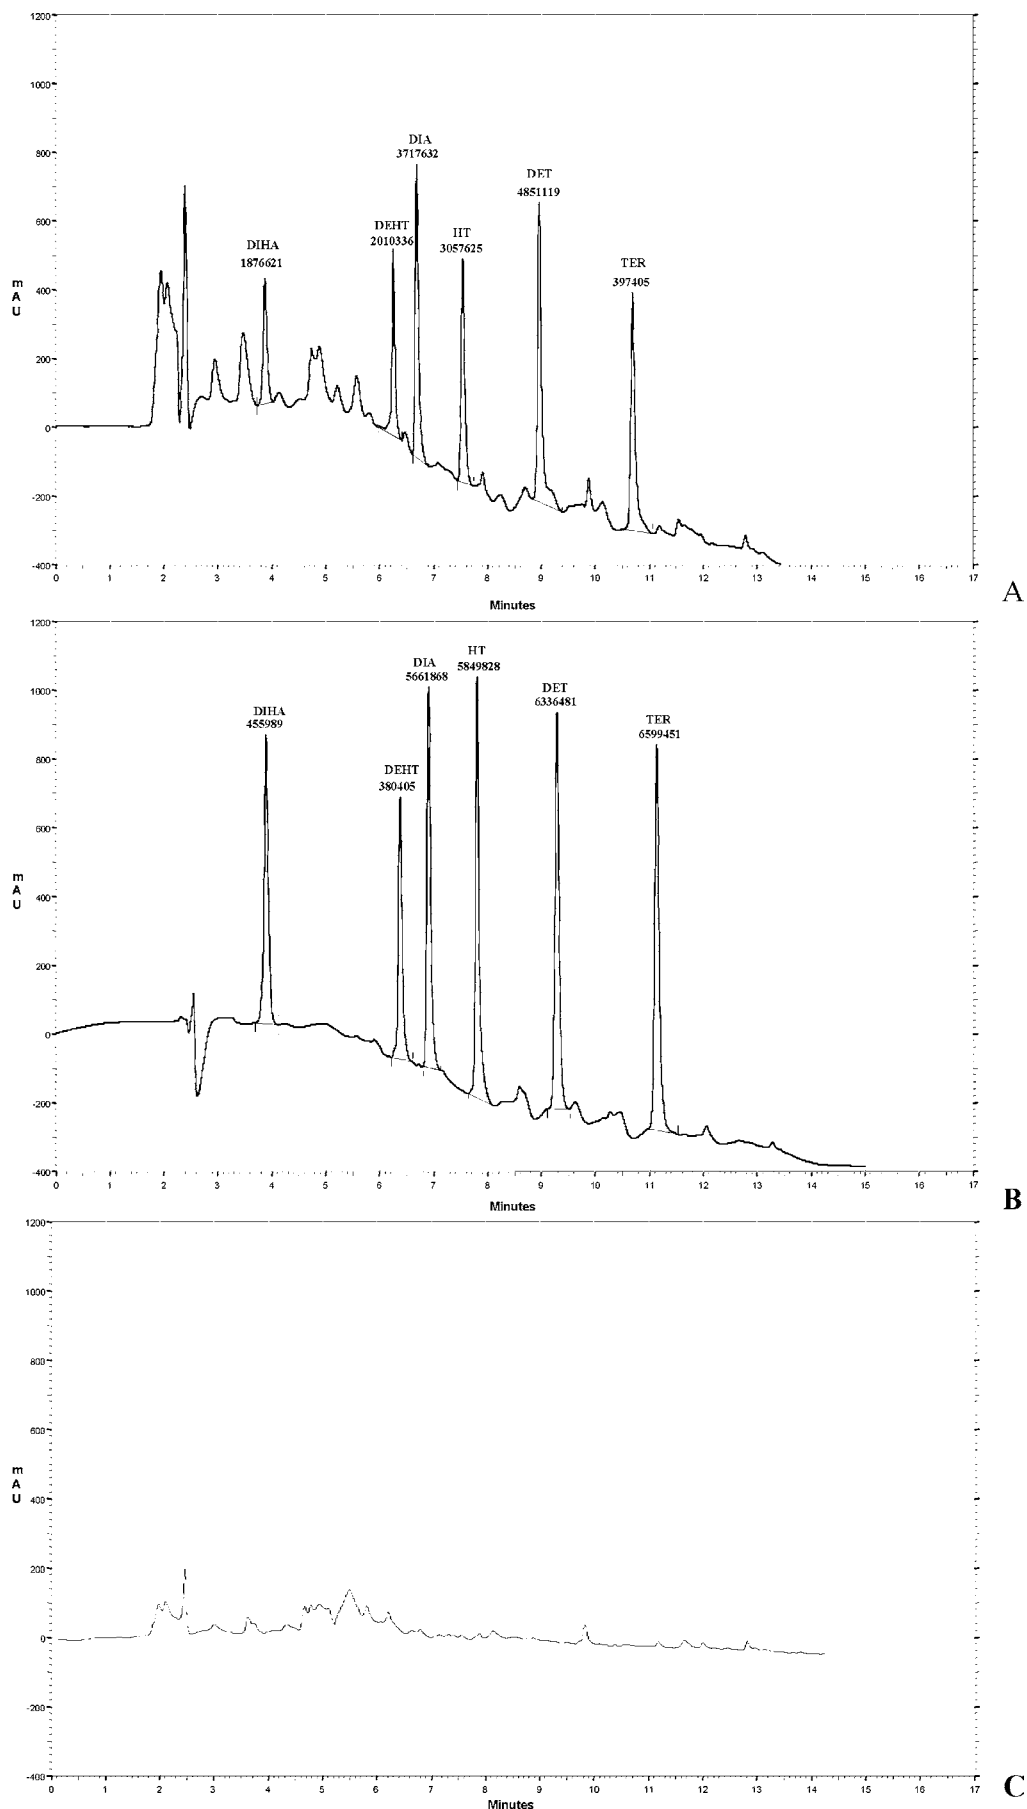 1200
1000
DIA
3717632
800
DET
4851119
DEHT
2010336
HT
3057625
DIHA
1876621
TER
397405
600
m
A
U
400
200
0
-200
-400
0 1 2 3 4 5 6 7 8 9 10 11 12 13 14 15 16 17
Minutes
A
1200
HT
5849828
DIA
5661868
1000
DET
6336481
DIHA
455989
TER
6599451
DEHT
380405
800
600
m
A
U
400
200
0
-200
-400
0 1 2 3 4 5 6 7 8 9 10 11 12 13 14 15 16 17
Minutes
B
1200
1000
800
600
m
A
U
400
200
0
-200
-400
0 1 2 3 4 5 6 7 8 9 10 11 12 13 14 15 16 17
Minutes
C